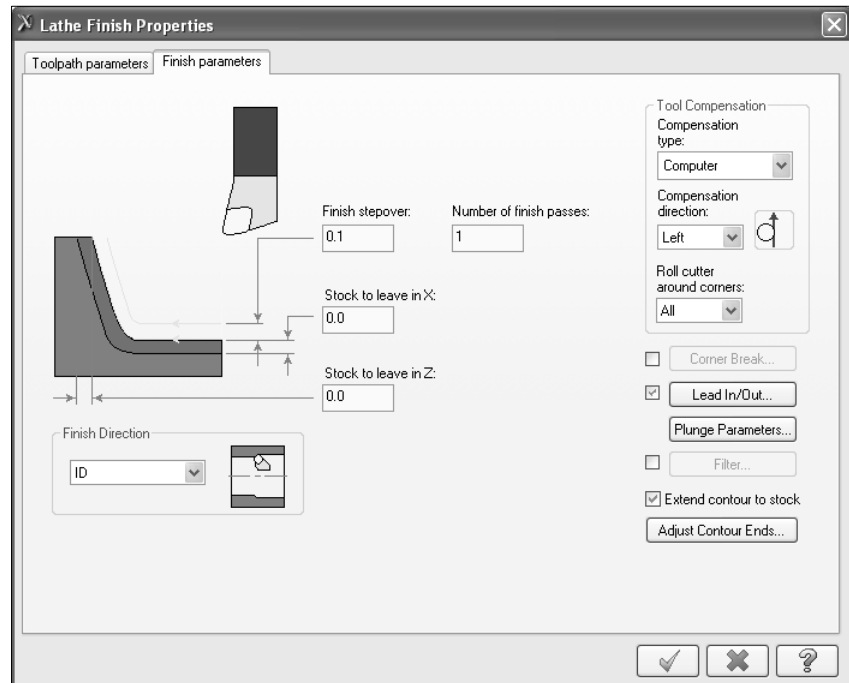 Lathe Finish Properties
Toolpath parameters
Finish parameters
Finish stepover:
0.1
Number of finish passes:
1
Stock to leave in X:
0.0
Stock to leave in Z:
0.0
Finish Direction
ID
Tool Compensation
Compensation
type:
Computer
Compensation
direction:
Left
Roll cutter
around corners:
All
Corner Break...
Lead In/Out...
Plunge Parameters...
Filter...
Extend contour to stock
Adjust Contour Ends...